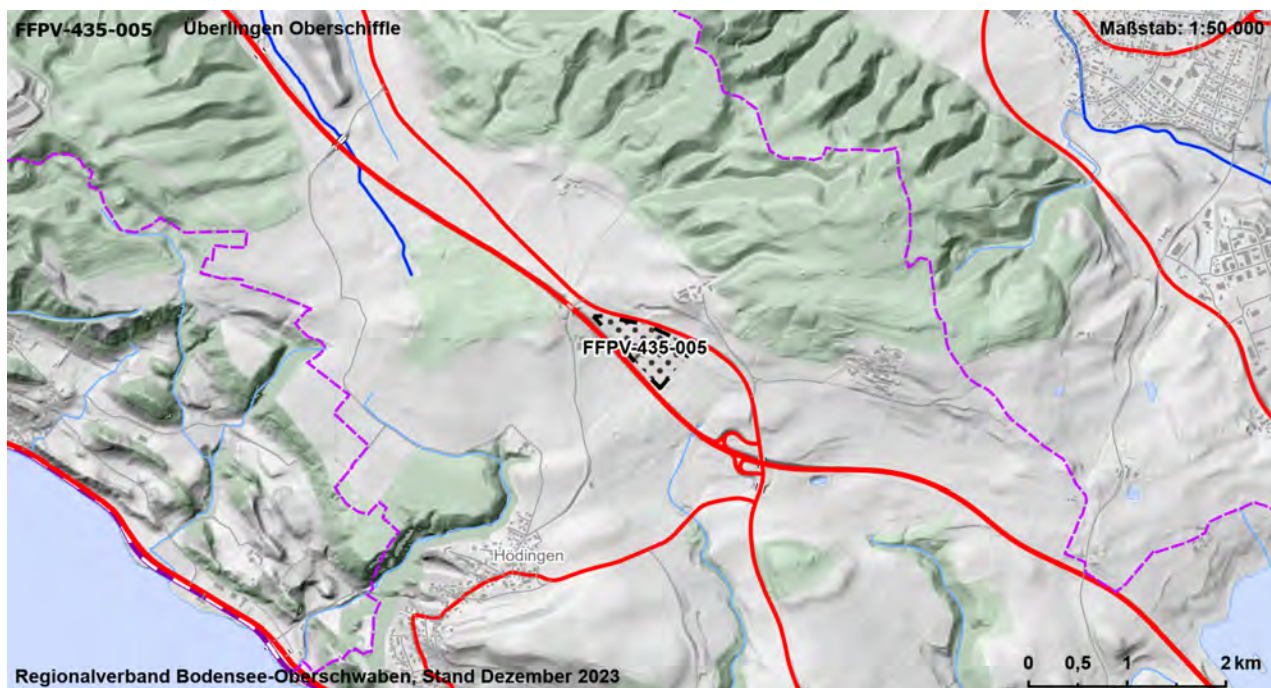 FFPV-435-005 Überlingen Oberschiffle
Maßstab: 1:50.000
FFPV-435-005
Hödingen
Regionalverband Bodensee-Oberschwaben, Stand Dezember 2023
0 0,5 1 2 km